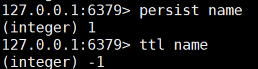 127.0.0.1:6379> persist name
(integer) 1
127.0.0.1:6379> ttl name
(integer) -1